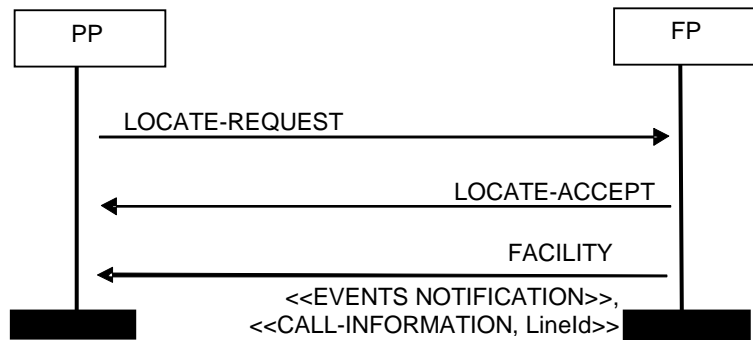 PP
FP
LOCATE-REQUEST
LOCATE-ACCEPT
FACILITY
<<EVENTS NOTIFICATION>>,
<<CALL-INFORMATION, LineId>>